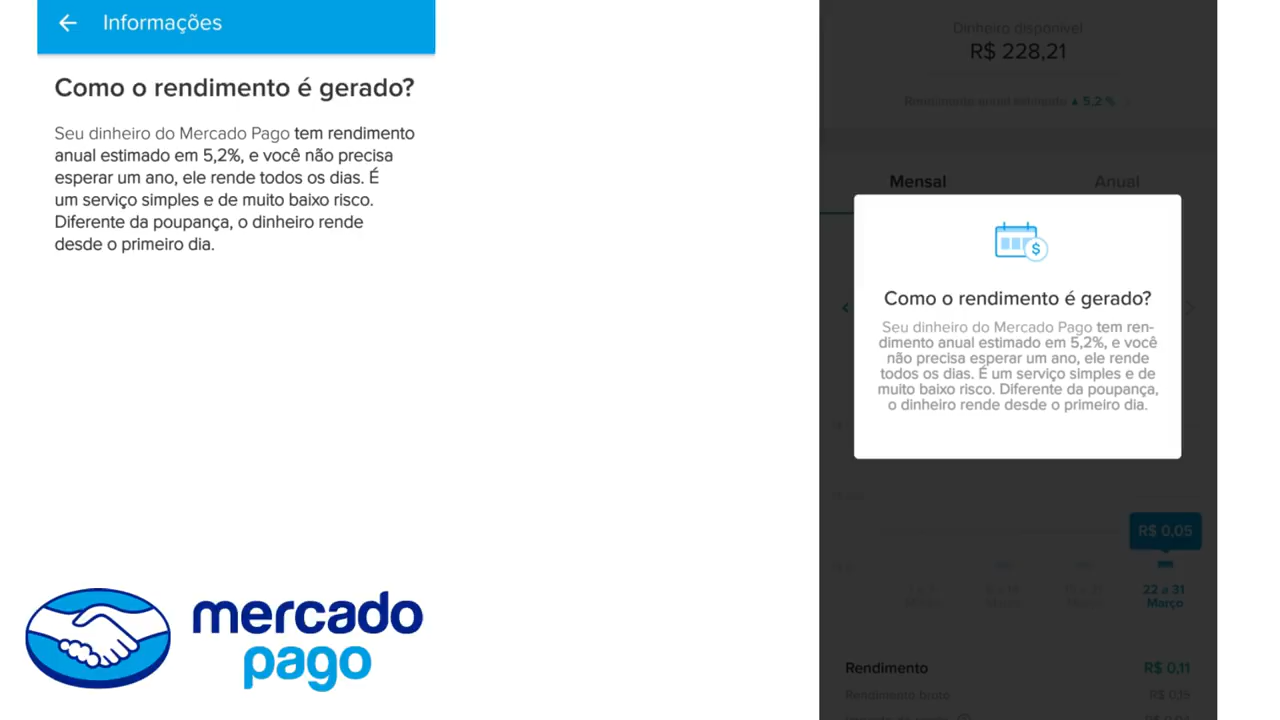 Informações
Como o rendimento é gerado?
Seu dinheiro do Mercado Pago tem rendimento
anual estimado em 5,2%, e você não precisa
esperar um ano, ele rende todos os dias. É
um serviço simples e de muito baixo risco.
Diferente da poupança, o dinheiro rende
desde o primeiro dia.
mercado
pago
Dinheiro disponível
R$ 228,21
Rendimento anual estimado ▲ 5,2 %
Mensal
Anual
$
Como o rendimento é gerado?
Seu dinheiro do Mercado Pago tem ren-
dimento anual estimado em 5,2%, e você
não precisa esperar um ano, ele rende
todos os dias. É um serviço simples e de
muito baixo risco. Diferente da poupança,
o dinheiro rende desde o primeiro dia.
R$ 0,05
22 a 31
Março
Rendimento R$ 0,11
Rendimento bruto